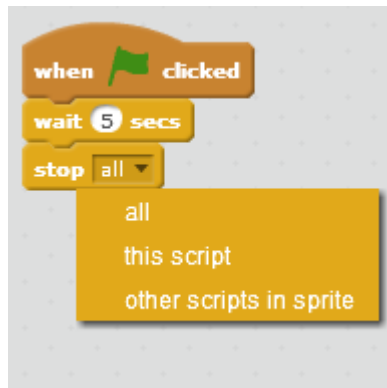 when clicked
wait 5 secs
stop all
all
this script
other scripts in sprite